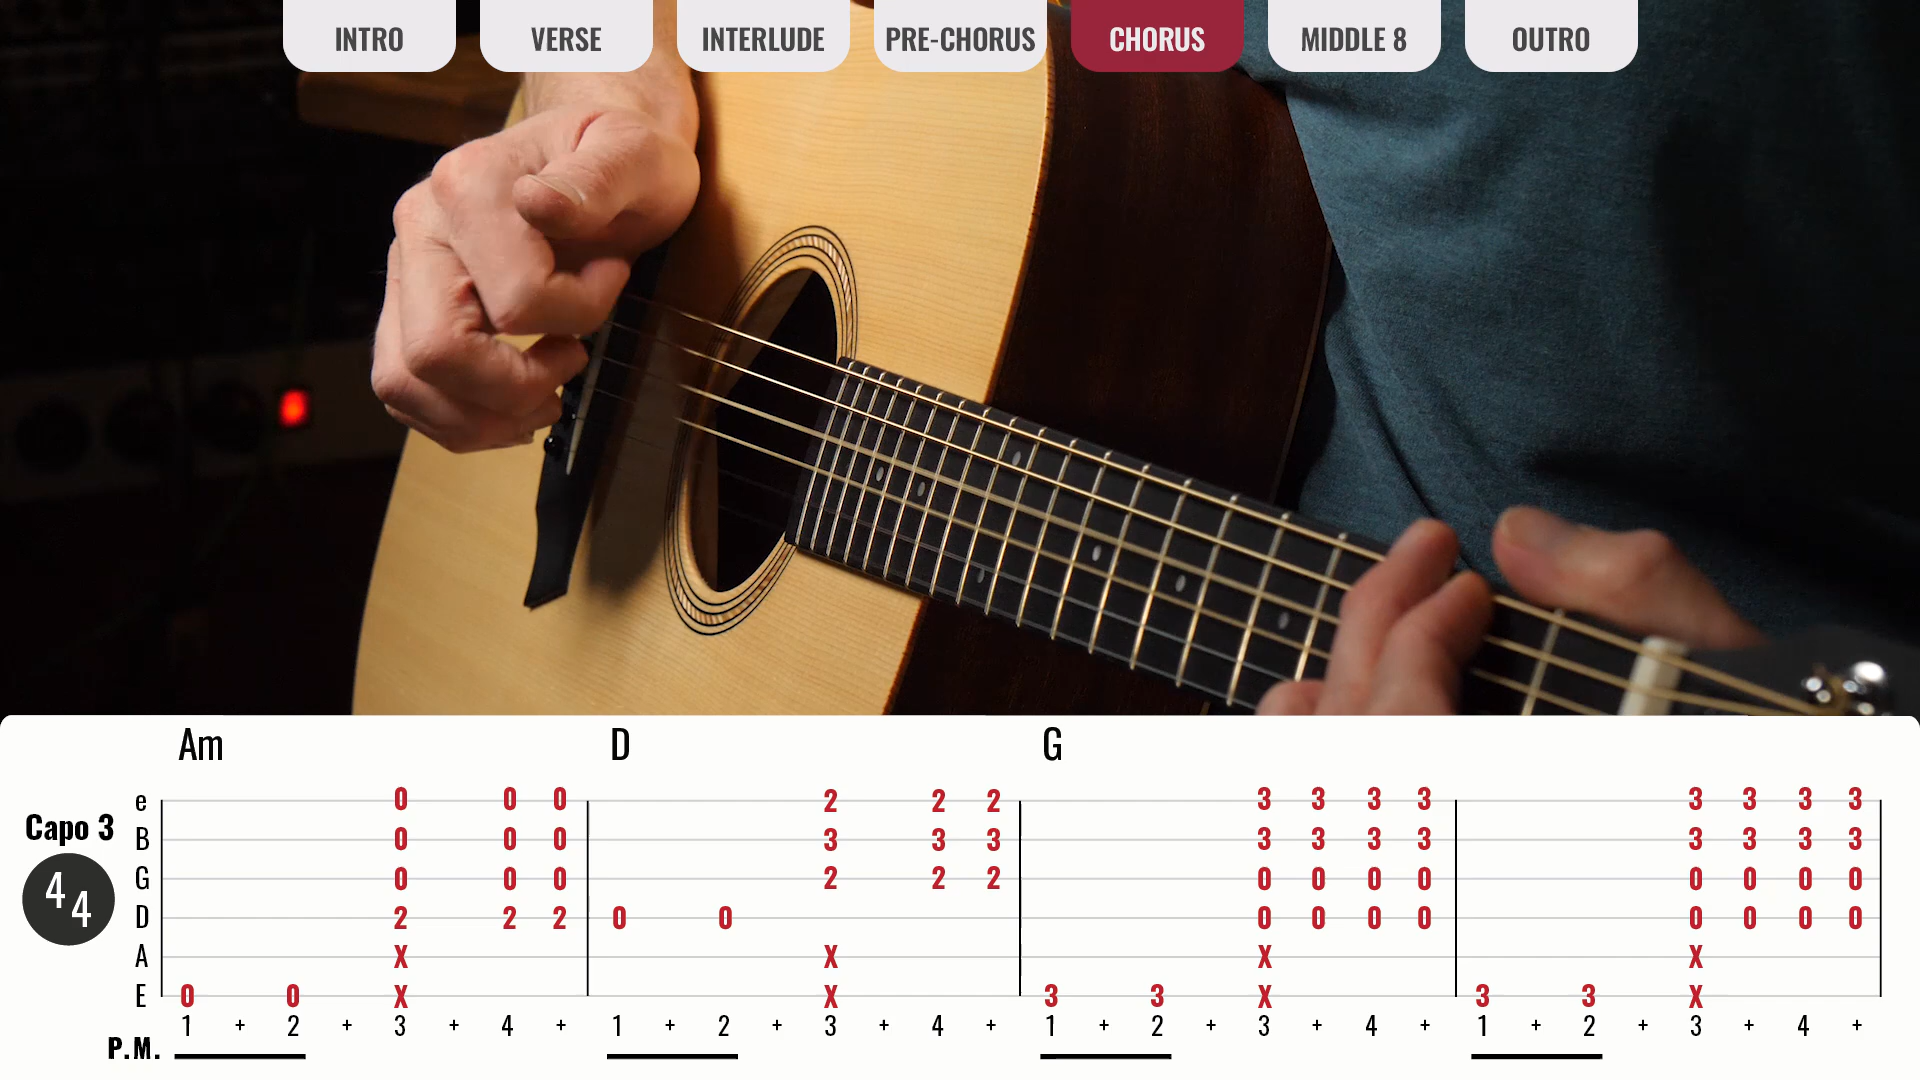 INTRO VERSE INTERLUDE PRE-CHORUS CHORUS MIDDLE 8 OUTRO
Am D G
e 0 0 0 2 2 2 3 3 3 3 3 3 3 3
Capo 3
B 0 0 0 3 3 3 3 3 3 3 3 3 3 3
G 0 0 0 2 2 2 0 0 0 0 0 0 0 0
4
4
D 2 2 2 0 0 0 0 0 0 0 0 0 0
A X X X X
E 0 0 X X 3 3 X 3 3 X
1 + 2 + 3 + 4 + 1 + 2 + 3 + 4 + 1 + 2 + 3 + 4 + 1 + 2 + 3 + 4 +
P.M.